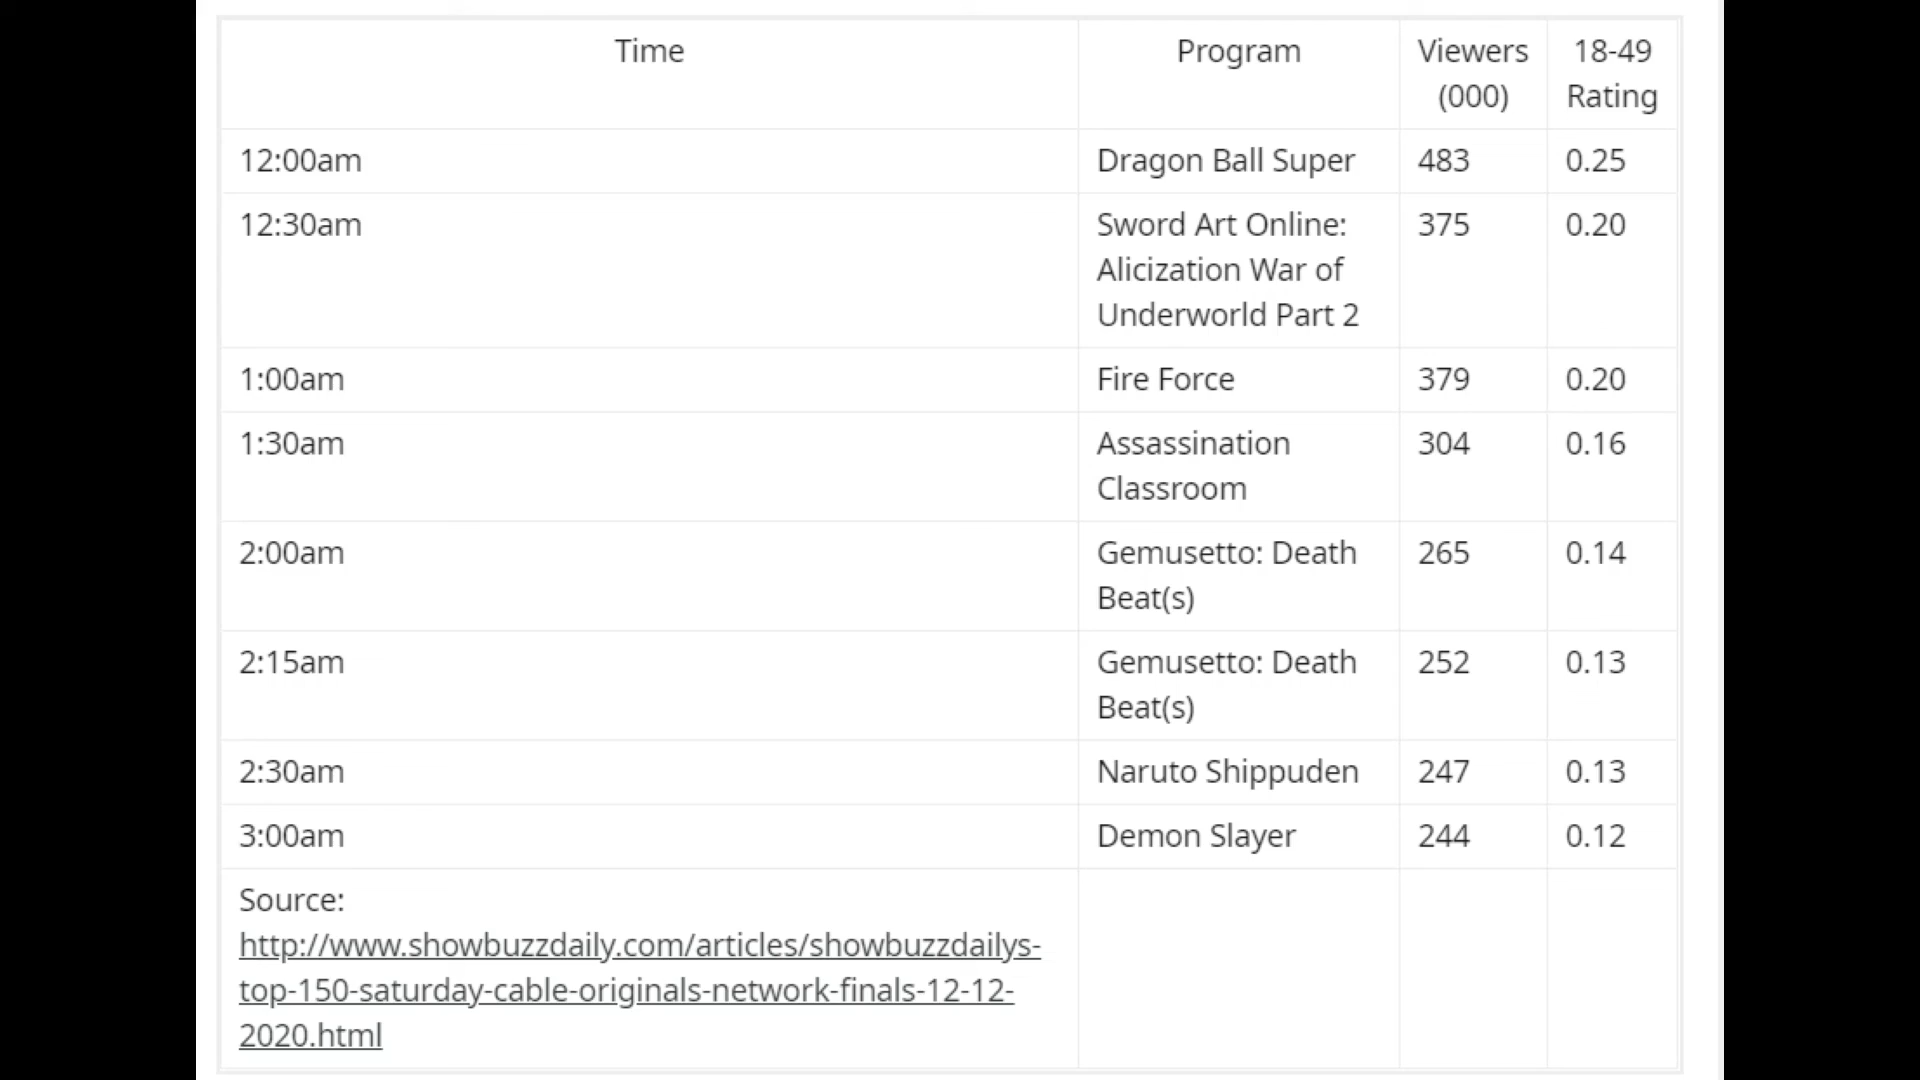 Time Program Viewers (000) 18-49 Rating
12:00am Dragon Ball Super 483 0.25
12:30am Sword Art Online: 375 0.20
Alicization War of
Underworld Part 2
1:00am Fire Force 379 0.20
1:30am Assassination 304 0.16
Classroom
2:00am Gemusetto: Death 265 0.14
Beat(s)
2:15am Gemusetto: Death 252 0.13
Beat(s)
2:30am Naruto Shippuden 247 0.13
3:00am Demon Slayer 244 0.12
Source:
http://www.showbuzzdaily.com/articles/showbuzzdailys-
top-150-saturday-cable-originals-network-finals-12-12-
2020.html